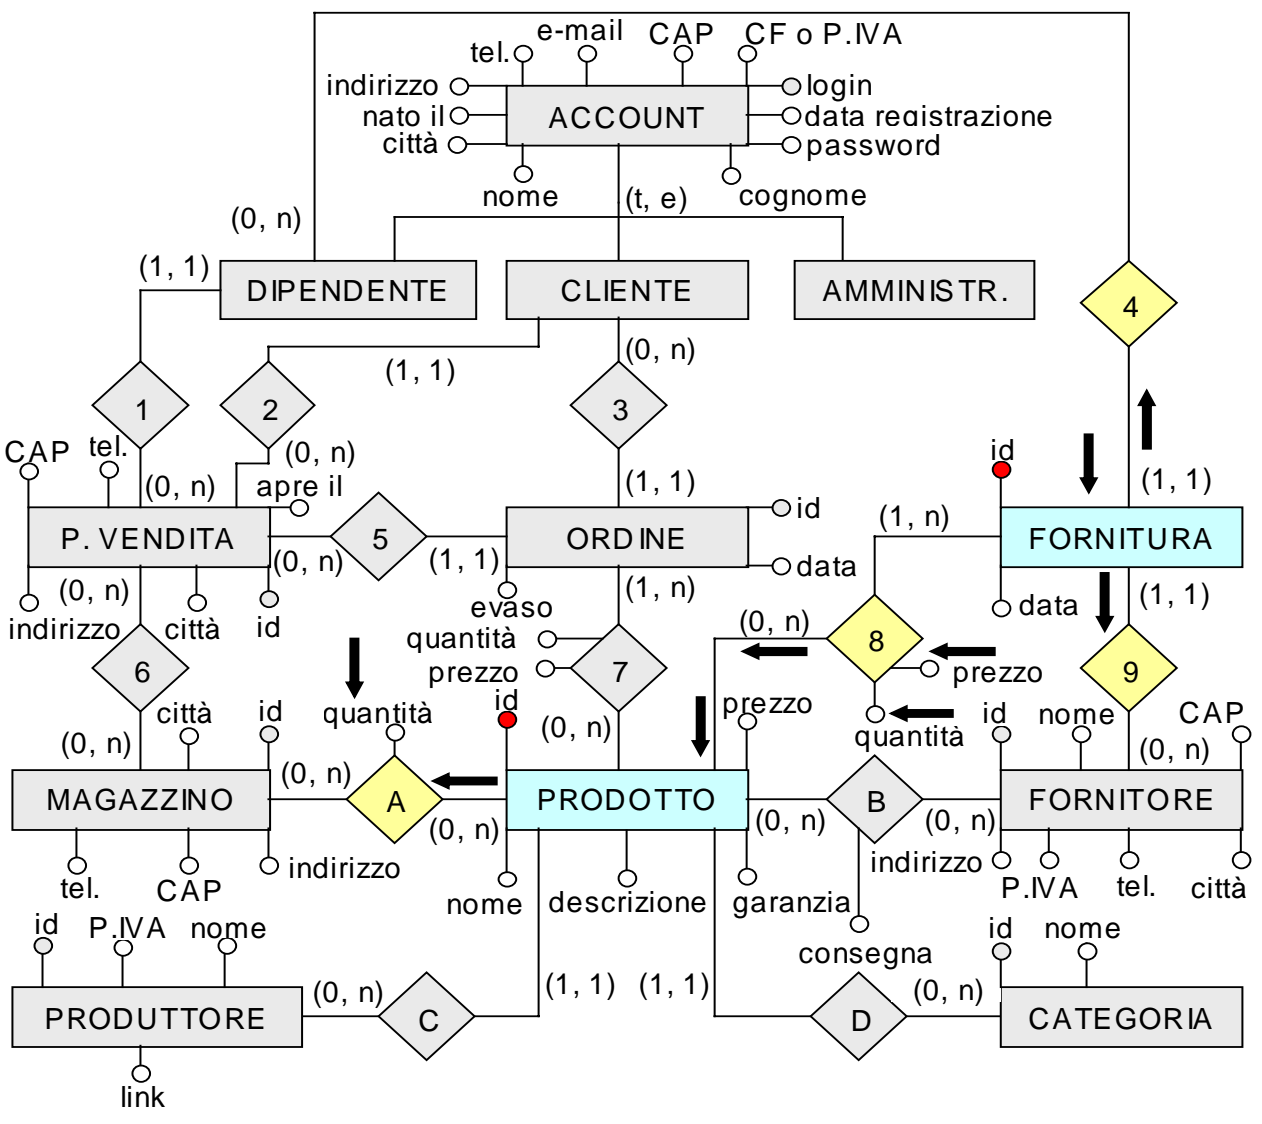 e-mail CAP CF o P.IVA
tel.
indirizzo login
nato il ACCOUNT data registrazione
città password
nome (t, e) cognome
(0, n)
(1, 1)
DIPENDENTE CLIENTE AMMINISTR.
4
(0, n)
(1, 1)
1 2 3
CAP tel. (0, n) id
(0, n) apre il (1, 1) (1, 1)
id (1, n)
P. VENDITA 5 ORDINE FORNITURA
(0, n) (1, 1)
data
(0, n) (1, 1) (1, n)
evaso data
indirizzo città id
quantità (0, n) 8
6 prezzo 7 prezzo 9
id
città id quantità prezzo id nome CAP
(0, n) (0, n) quantità (0, n)
(0, n)
MAGAZZINO A PRODOTTO B FORNITORE
(0, n) (0, n) (0, n)
indirizzo indirizzo
tel. CAP P.IVA tel. città
nome descrizione garanzia
id P.IVA nome id nome
consegna
(0, n) (1, 1) (1, 1) (0, n)
PRODUTTORE C D CATEGORIA
link